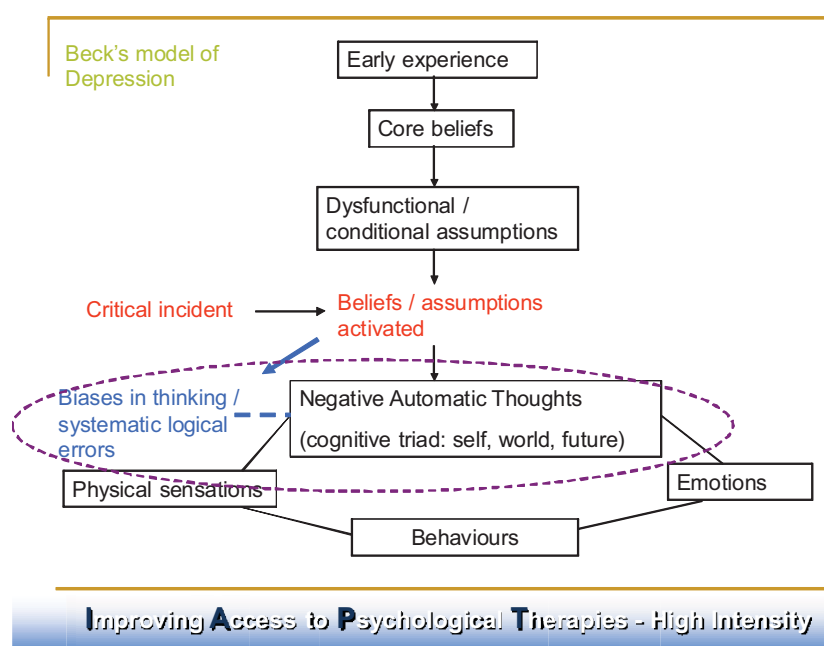 Beck's model of
Depression
Early experience
Core beliefs
Dysfunctional /
conditional assumptions
Critical incident
Beliefs / assumptions
activated
Biases in thinking /
systematic logical
errors
Negative Automatic Thoughts
(cognitive triad: self, world, future)
Physical sensations
Emotions
Behaviours
Improving Access to Psychological Therapies - High Intensity